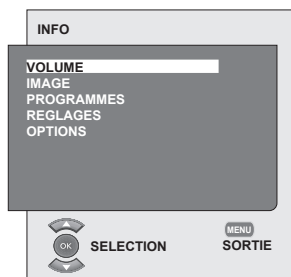 INFO
VOLUME
IMAGE
PROGRAMMES
REGLAGES
OPTIONS
OK SELECTION
MENU
SORTIE